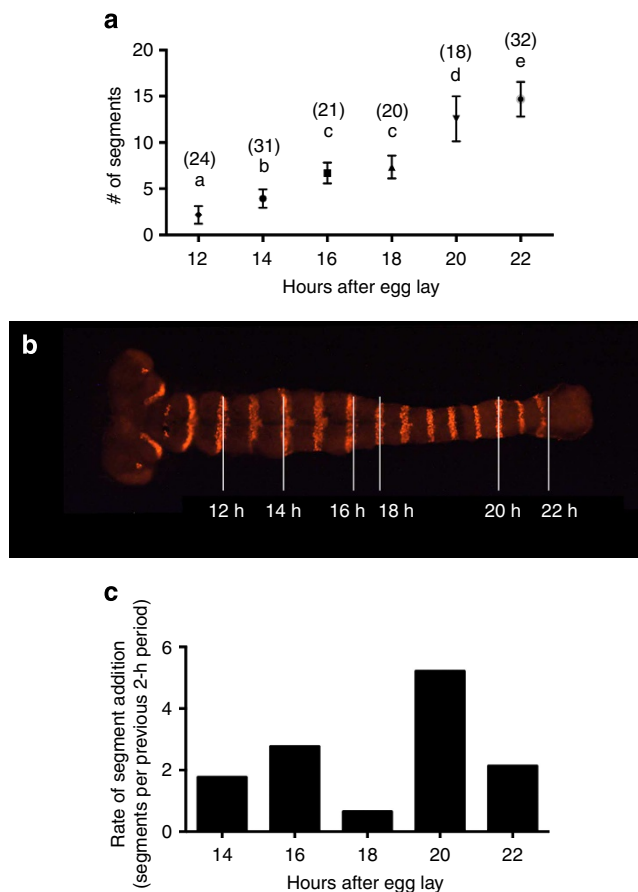 a
20
15
10
5
0
# of segments
(24)
a
(31)
b
(21)
c
(20)
c
(18)
d
(32)
e
12 14 16 18 20 22
Hours after egg lay
b
12 h 14 h 16 h 18 h 20 h 22 h
c
6
4
2
0
Rate of segment addition
(segments per previous 2-h period)
14 16 18 20 22
Hours after egg lay